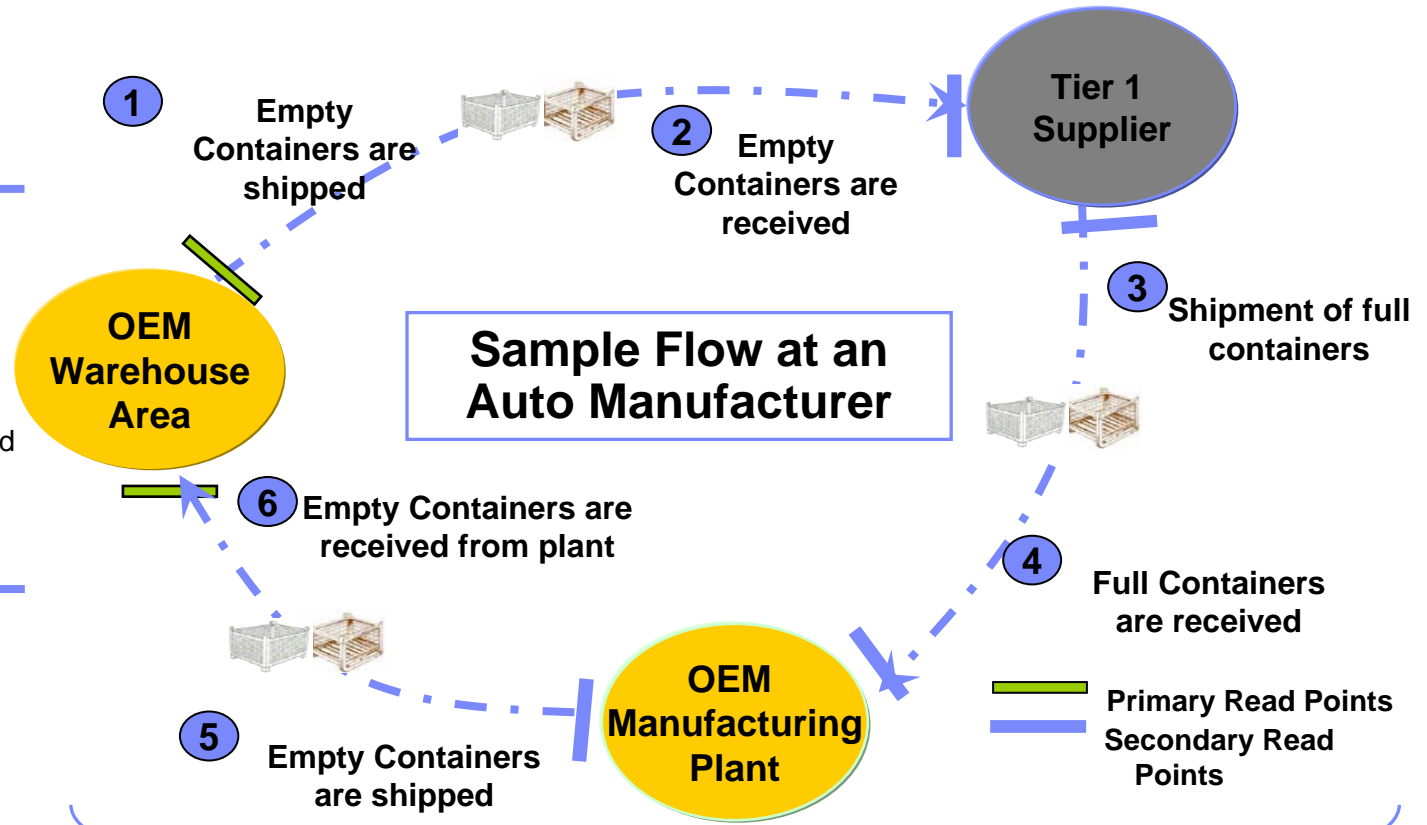 1
Empty
Containers are
shipped
2
Empty
Containers are
received
Tier 1
Supplier
3
Shipment of full
containers
OEM
Warehouse
Area
Sample Flow at an
Auto Manufacturer
d
6
Empty Containers are
received from plant
4
Full Containers
are received
5
Empty Containers
are shipped
OEM
Manufacturing
Plant
Primary Read Points
Secondary Read
Points